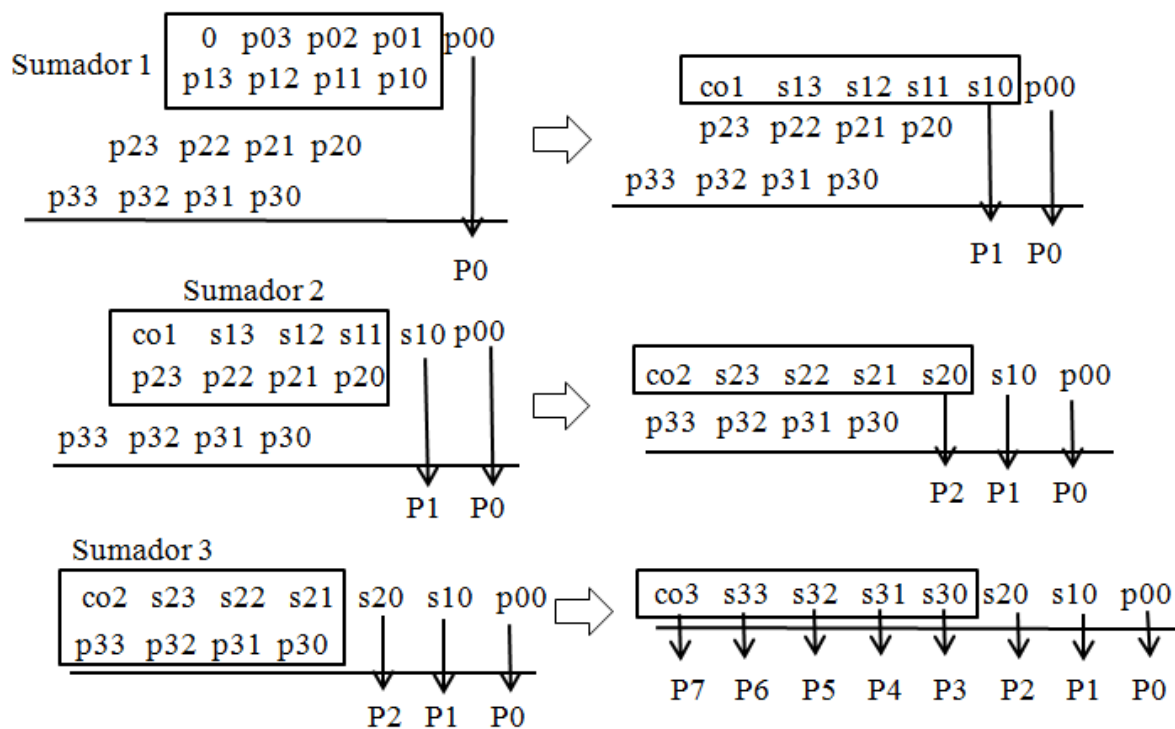 0 p03 p02 p01 p00
Sumador 1
p13 p12 p11 p10
p23 p22 p21 p20
p33 p32 p31 p30
P0
co1 s13 s12 s11 s10 p00
p23 p22 p21 p20
p33 p32 p31 p30
P1 P0
Sumador 2
co1 s13 s12 s11 s10 p00
p23 p22 p21 p20
p33 p32 p31 p30
P1 P0
co2 s23 s22 s21 s20 s10 p00
p33 p32 p31 p30
P2 P1 P0
Sumador 3
co2 s23 s22 s21 s20 s10 p00
p33 p32 p31 p30
P2 P1 P0
co3 s33 s32 s31 s30 s20 s10 p00
P7 P6 P5 P4 P3 P2 P1 P0